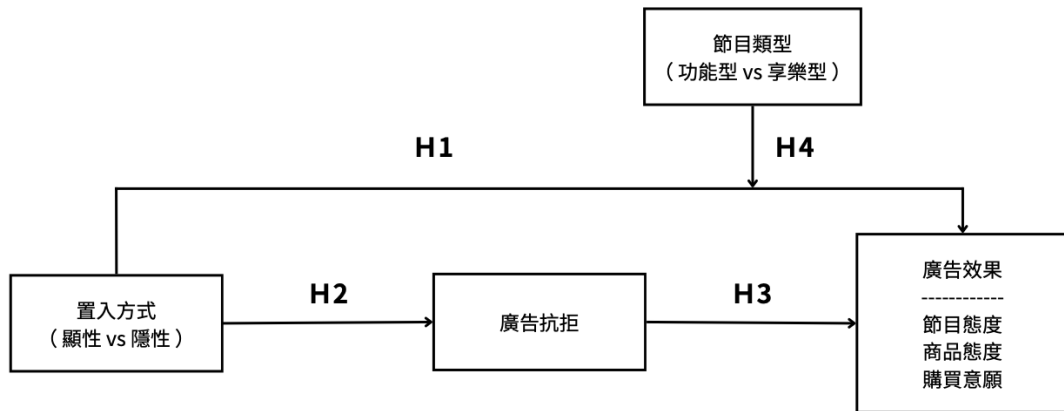 節目類型
（ 功能型 vs 享樂型 ）
H1
H4
置入方式
（ 顯性 vs 隱性 ）
H2
廣告抗拒
H3
廣告效果
------------
節目態度
商品態度
購買意願